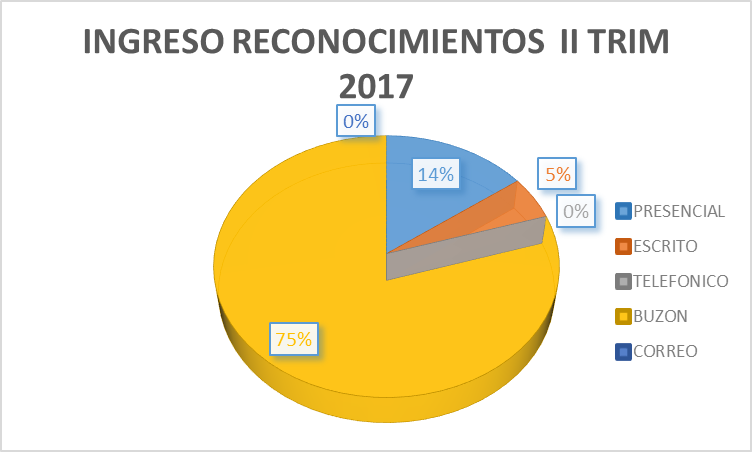 INGRESO RECONOCIMIENTOS II TRIM
2017
0%
14%
5%
0%
75%
PRESENCIAL
ESCRITO
TELEFONICO
BUZON
CORREO